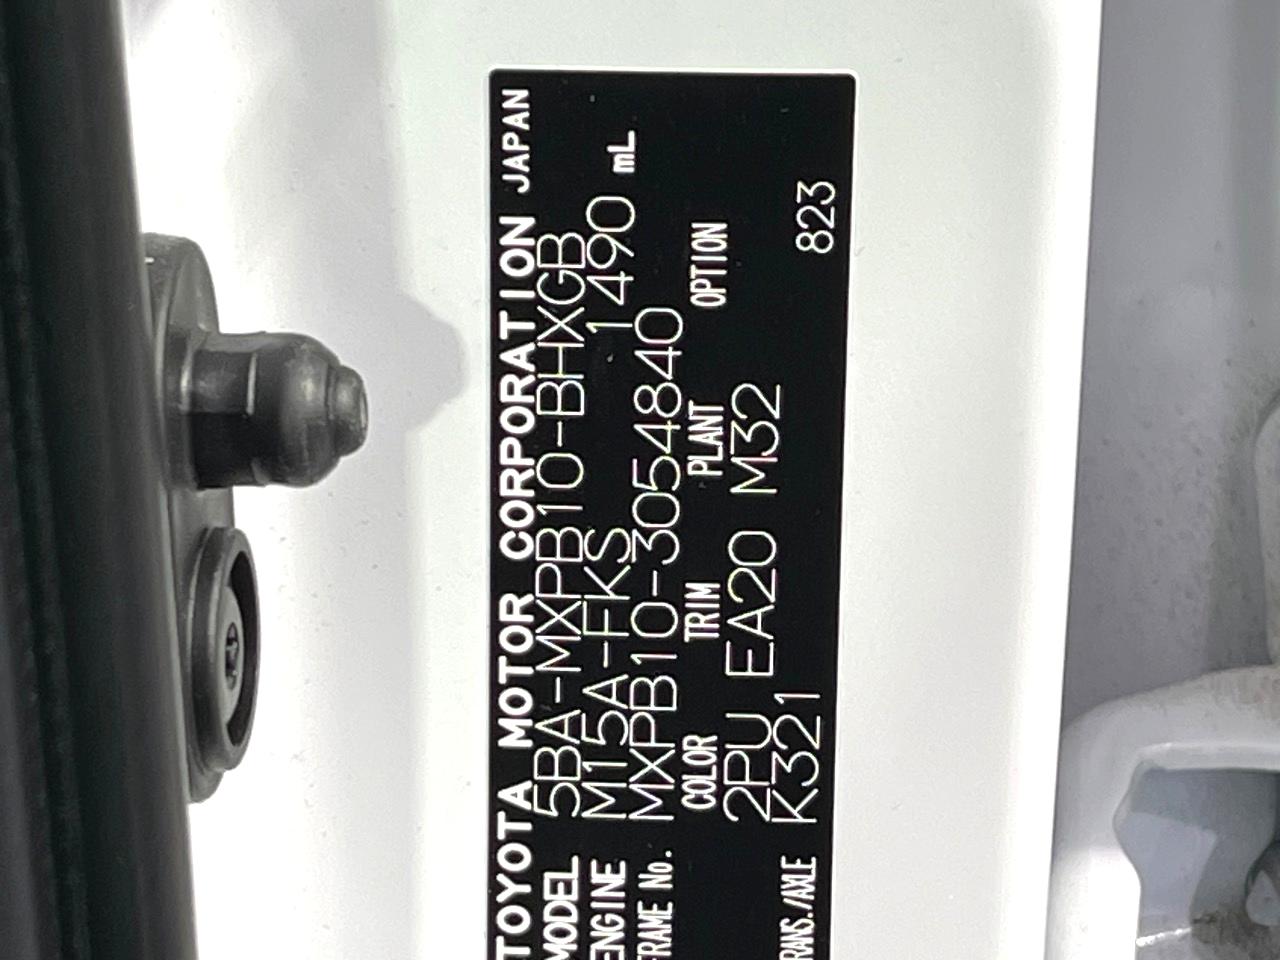 TOYOTA MOTOR CORPORATION JAPAN
MODEL 5BA-MXPB10-BHXGB
ENGINE M15A-FKS 1490 mL
FRAME No. MXPB10-3054840
COLOR TRIM PLANT OPTION
2PU EA20 M32
TRANS./AXLE K321 823